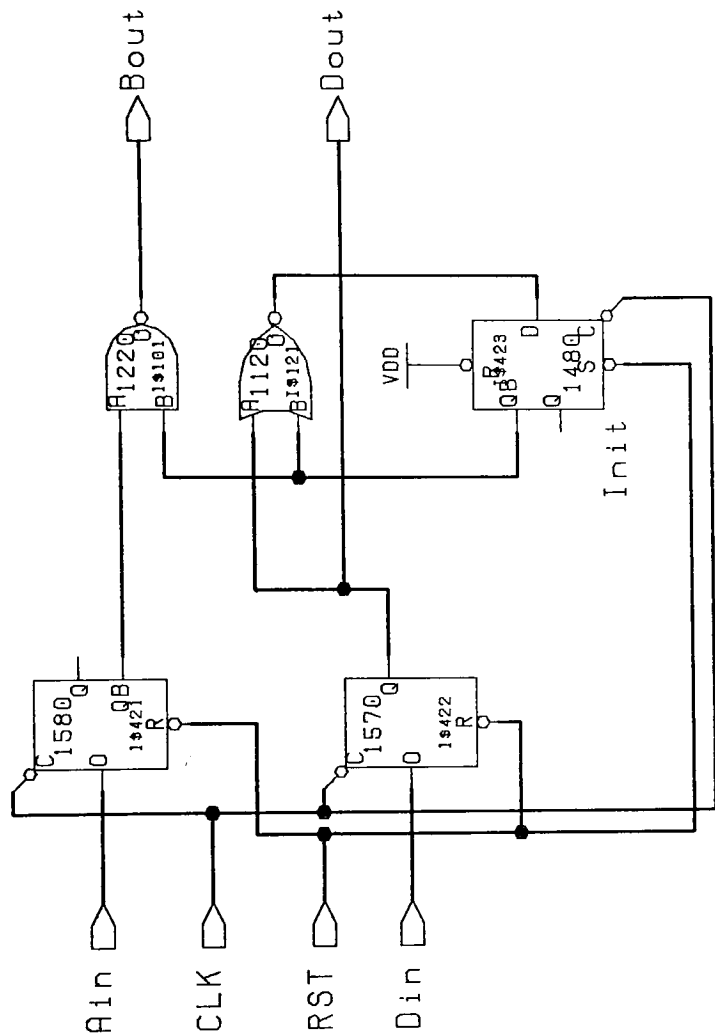 Ain
CLK
RST
Din
C
1580
Q
D
QB
I$421
R
C
1570
D
Q
I$422
R
A
1220
O
B
I$101
A
1120
O
B
I$121
VDD
R
I$423
QB
D
Q
1480
S
C
Init
Bout
Dout